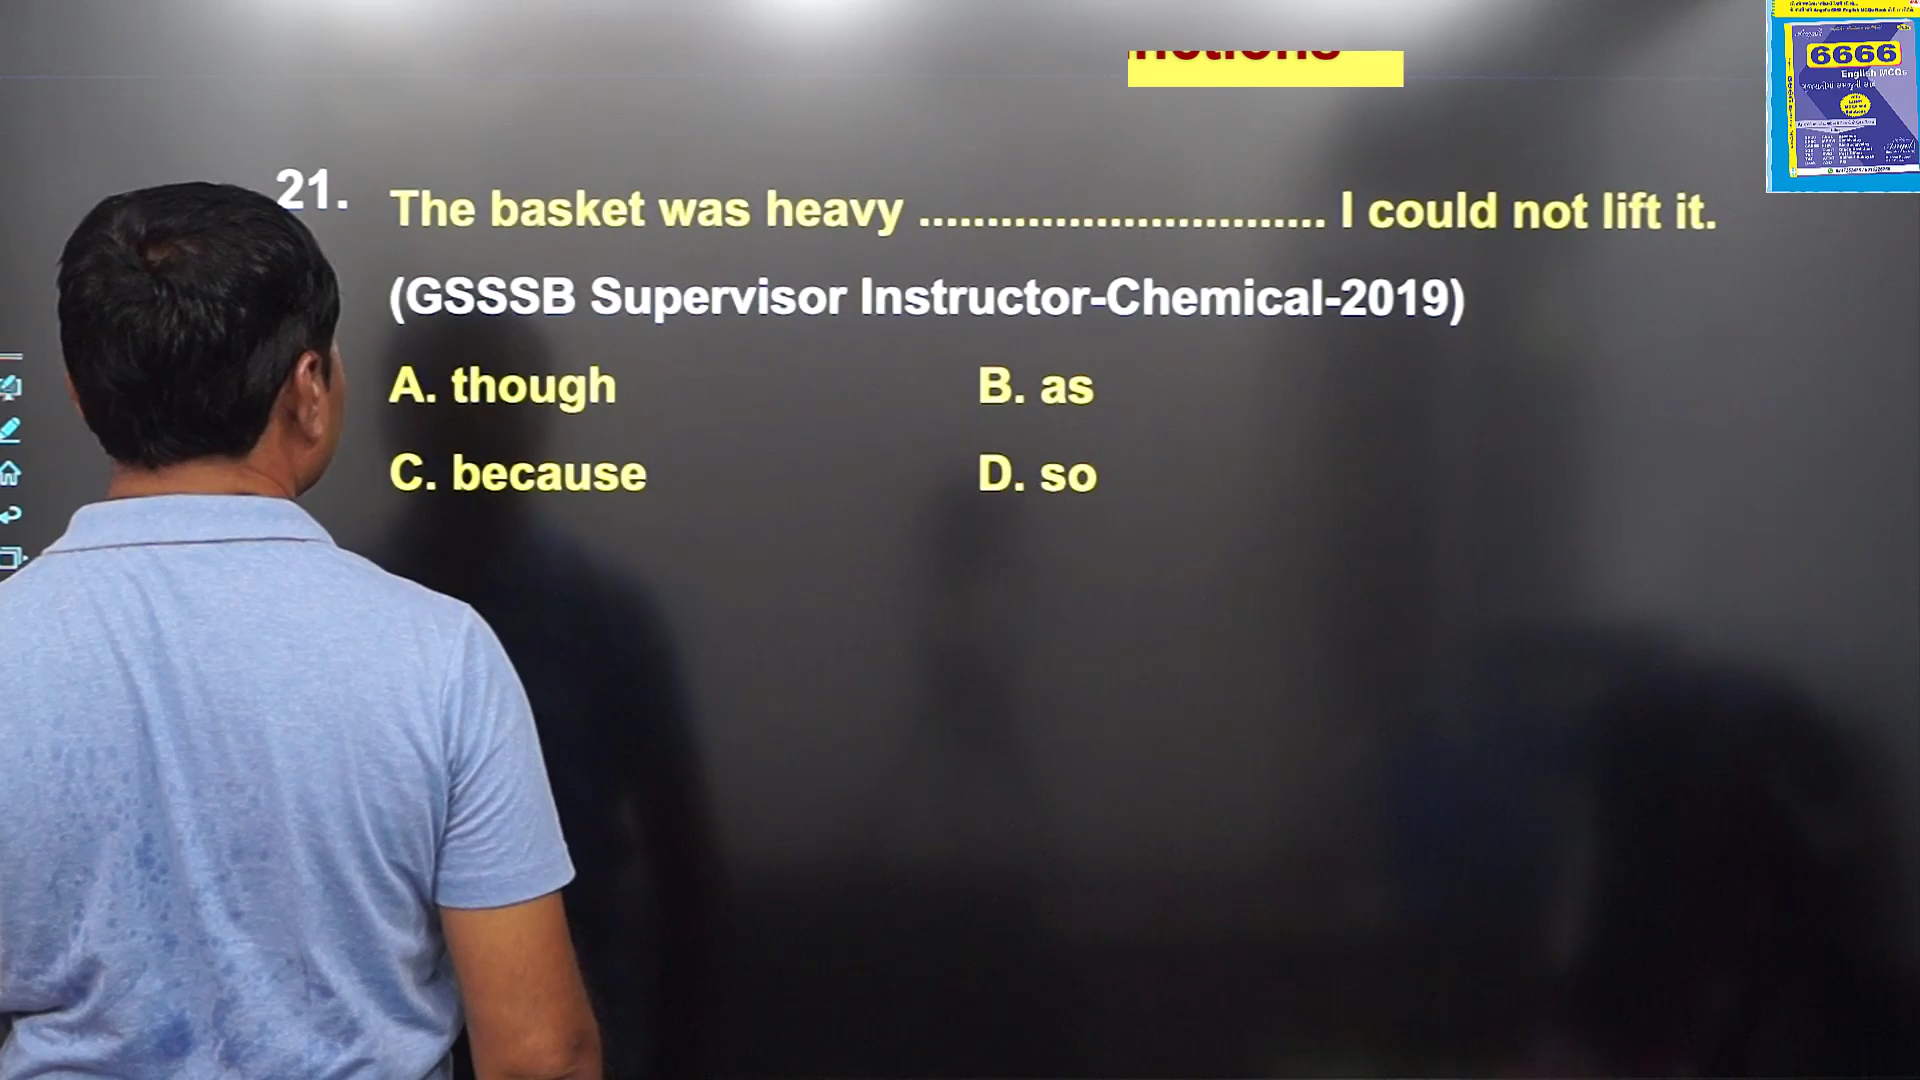 21. The basket was heavy .............................. I could not lift it.
(GSSSB Supervisor Instructor-Chemical-2019)
A. though B. as
C. because D. so
6666
English MCQs